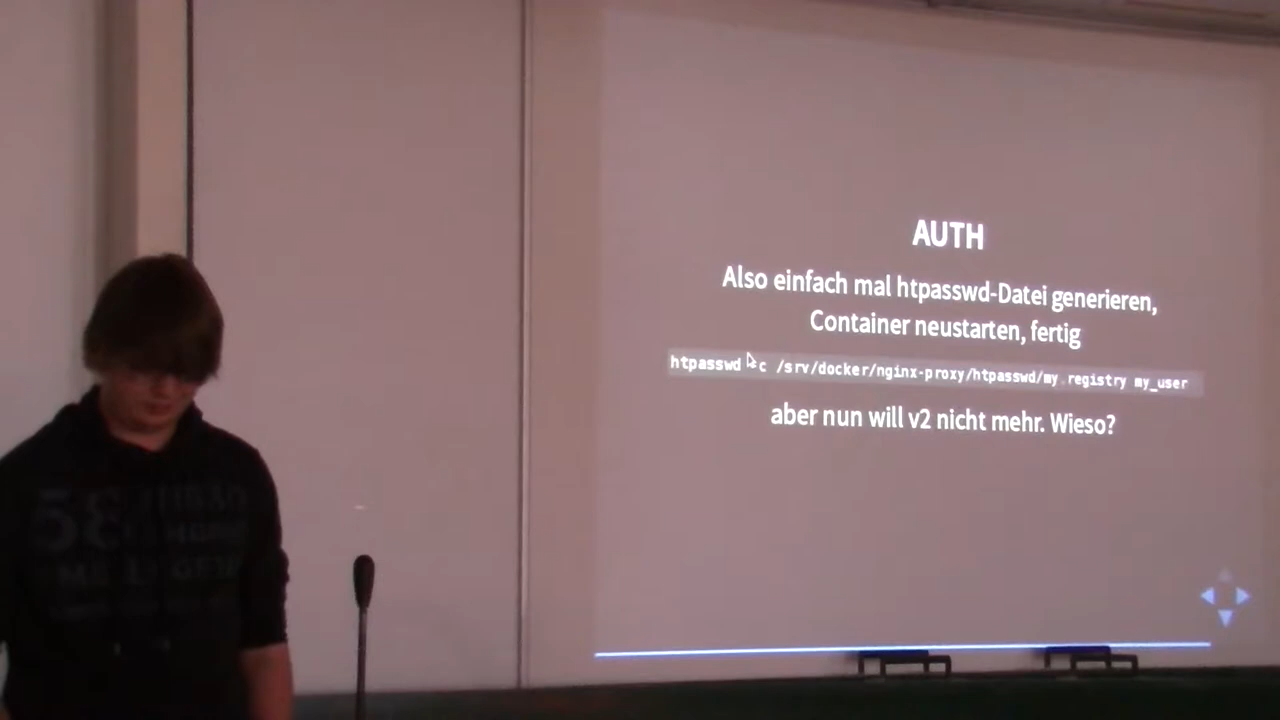 AUTH
Also einfach mal htpasswd-Datei generieren,
Container neustarten, fertig
htpasswd -c /srv/docker/nginx-proxy/htpasswd/my.registry my_user
aber nun will v2 nicht mehr. Wieso?